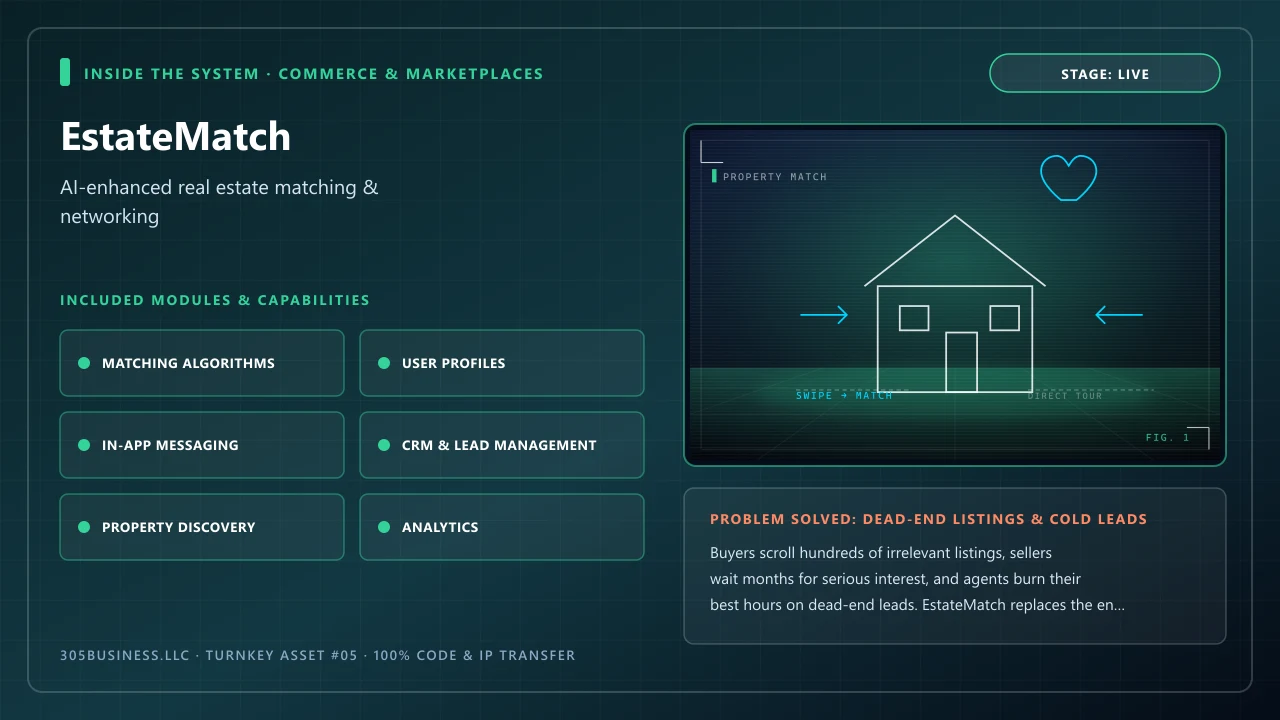 INSIDE THE SYSTEM · COMMERCE & MARKETPLACES
STAGE: LIVE
EstateMatch
AI-enhanced real estate matching &
networking
INCLUDED MODULES & CAPABILITIES
MATCHING ALGORITHMS
USER PROFILES
IN-APP MESSAGING
CRM & LEAD MANAGEMENT
PROPERTY DISCOVERY
ANALYTICS
PROPERTY MATCH
SWIPE → MATCH
DIRECT TOUR
FIG. 1
PROBLEM SOLVED: DEAD-END LISTINGS & COLD LEADS
Buyers scroll hundreds of irrelevant listings, sellers
wait months for serious interest, and agents burn their
best hours on dead-end leads. EstateMatch replaces the en...
305BUSINESS.LLC · TURNKEY ASSET #05 · 100% CODE & IP TRANSFER